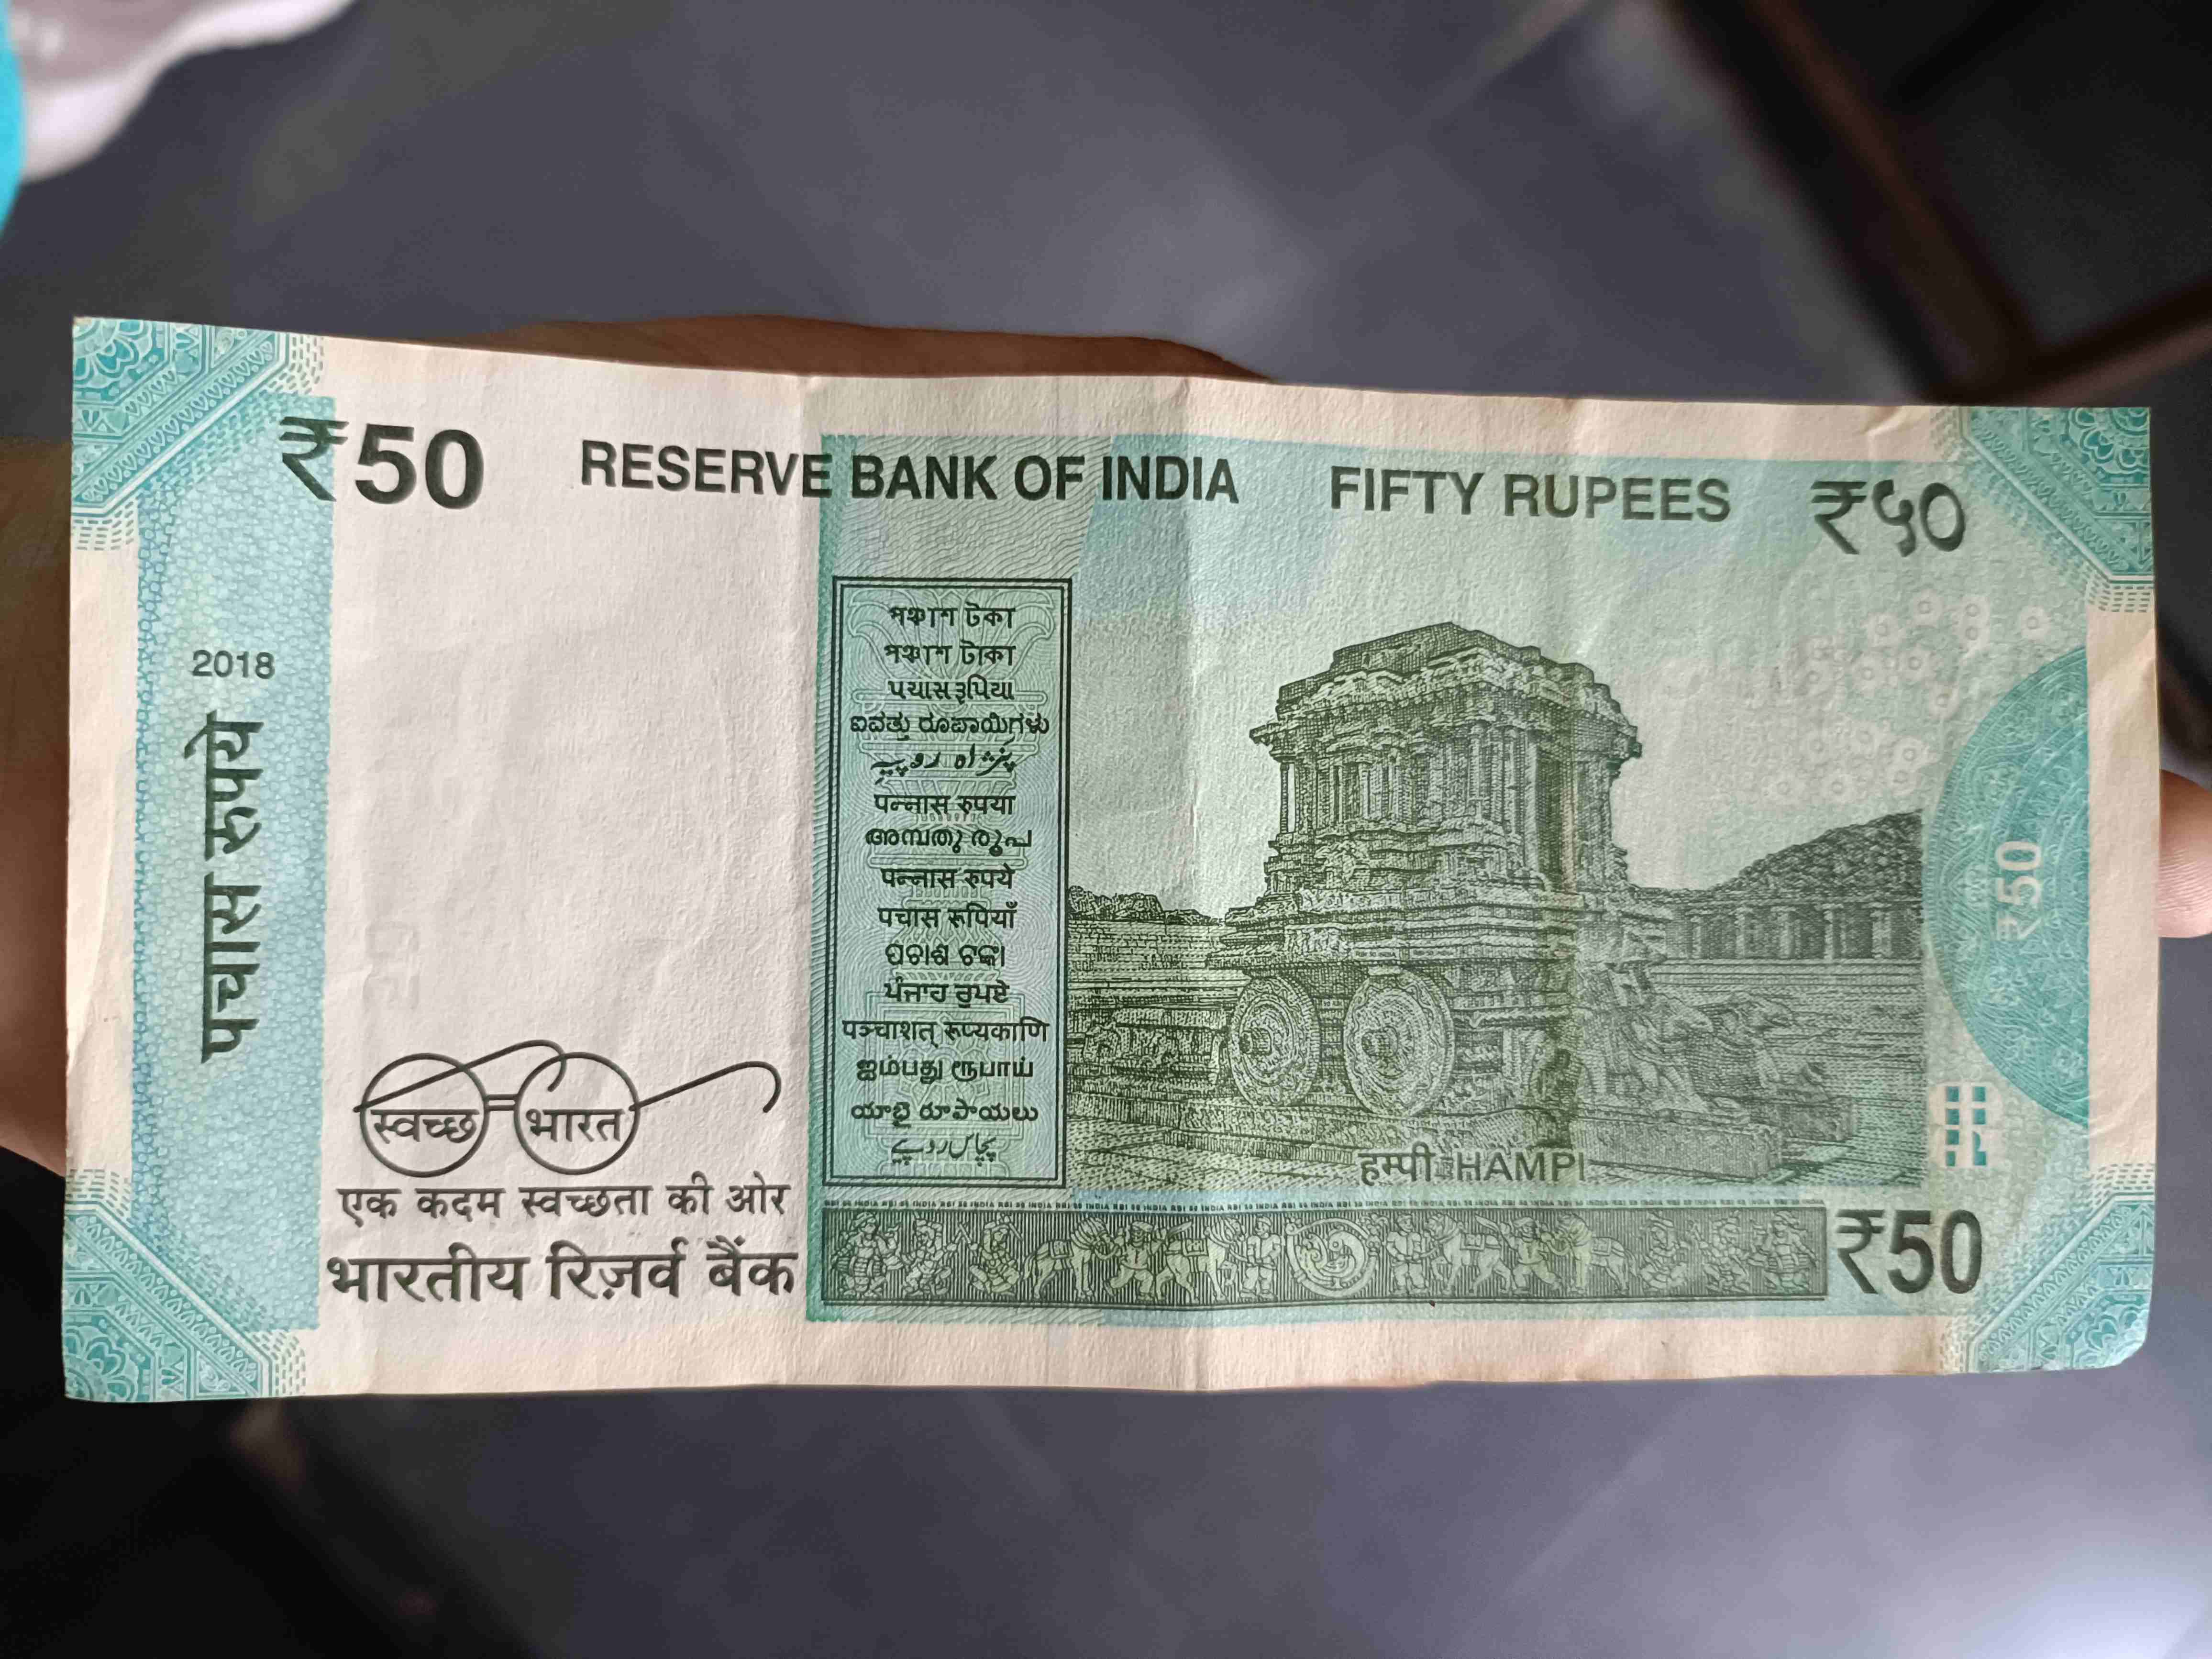 ₹50 RESERVE BANK OF INDIA FIFTY RUPEES ₹५०
2018
पचास रुपये
পঞ্চাশ টকা
পঞ্চাশ টাকা
પચાસ રૂપિયા
ಐವತ್ತು ರೂಪಾಯಿಗಳು
पन्नास रुपया
അമ്പതു രൂപ
पन्नास रुपये
पचास रूपियाँ
ପଚାଶ ଟଙ୍କା
ਪੰਜਾਹ ਰੁਪਏ
पञ्चाशत् रूप्यकाणि
ஐம்பது ரூபாய்
యాభై రూపాయలు
پچاس روپے
₹50
स्वच्छ भारत
एक कदम स्वच्छता की ओर
भारतीय रिज़र्व बैंक
हम्पी HAMPI
₹50